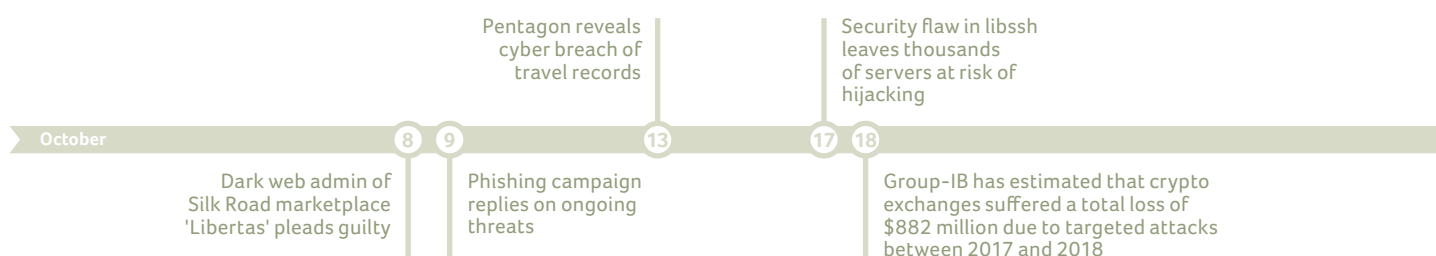 Pentagon reveals
cyber breach of
travel records
Security flaw in libssh
leaves thousands
of servers at risk of
hijacking
October
8
9
13
17
18
Dark web admin of
Silk Road marketplace
'Libertas' pleads guilty
Phishing campaign
replies on ongoing
threats
Group-IB has estimated that crypto
exchanges suffered a total loss of
$882 million due to targeted attacks
between 2017 and 2018